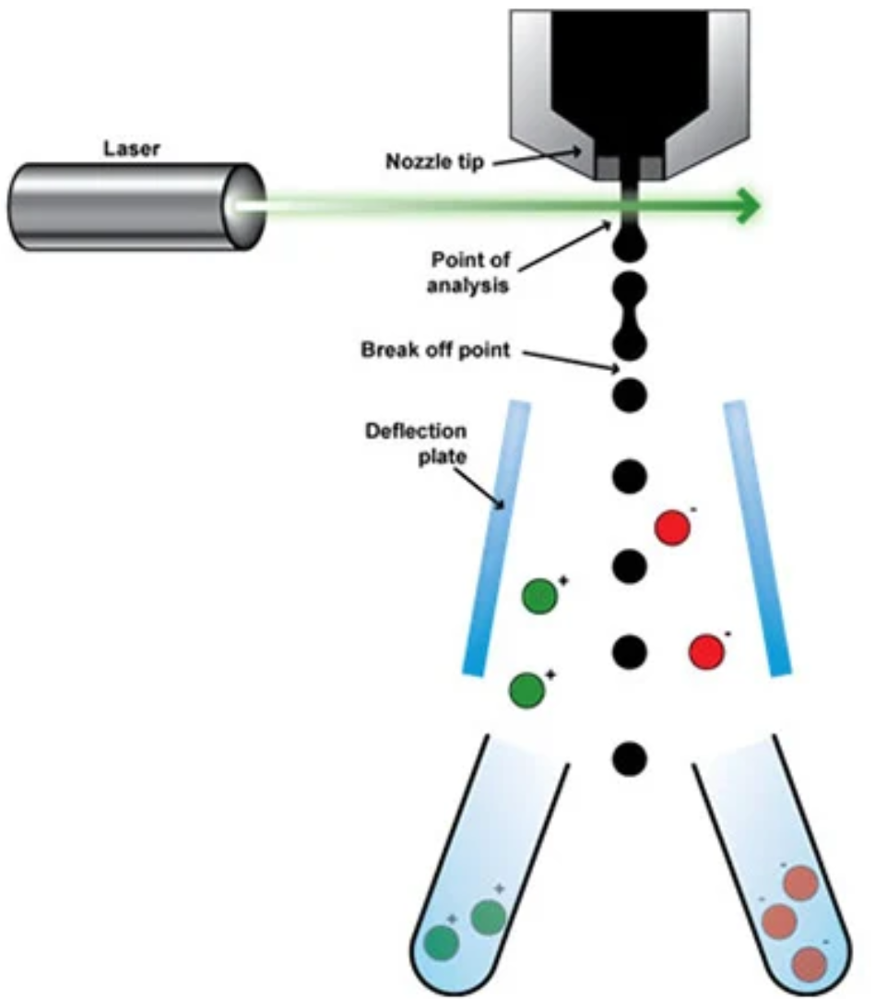 Laser
Nozzle tip
Point of
analysis
Break off point
Deflection
plate
-
+
-
+
+
+
-
-
-